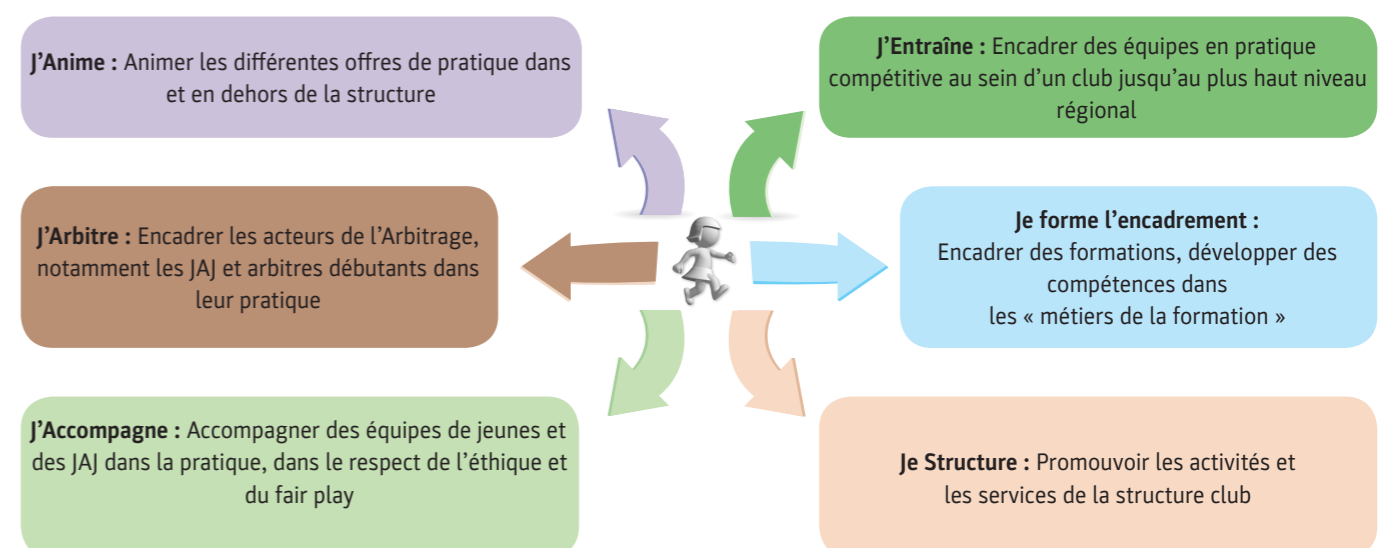 J’Anime : Animer les différentes offres de pratique dans
et en dehors de la structure
J’Entraîne : Encadrer des équipes en pratique
compétitive au sein d’un club jusqu’au plus haut niveau
régional
J’Arbitre : Encadrer les acteurs de l’Arbitrage,
notamment les JAJ et arbitres débutants dans
leur pratique
Je forme l’encadrement :
Encadrer des formations, développer des
compétences dans
les « métiers de la formation »
J’Accompagne : Accompagner des équipes de jeunes et
des JAJ dans la pratique, dans le respect de l’éthique et
du fair play
Je Structure : Promouvoir les activités et
les services de la structure club